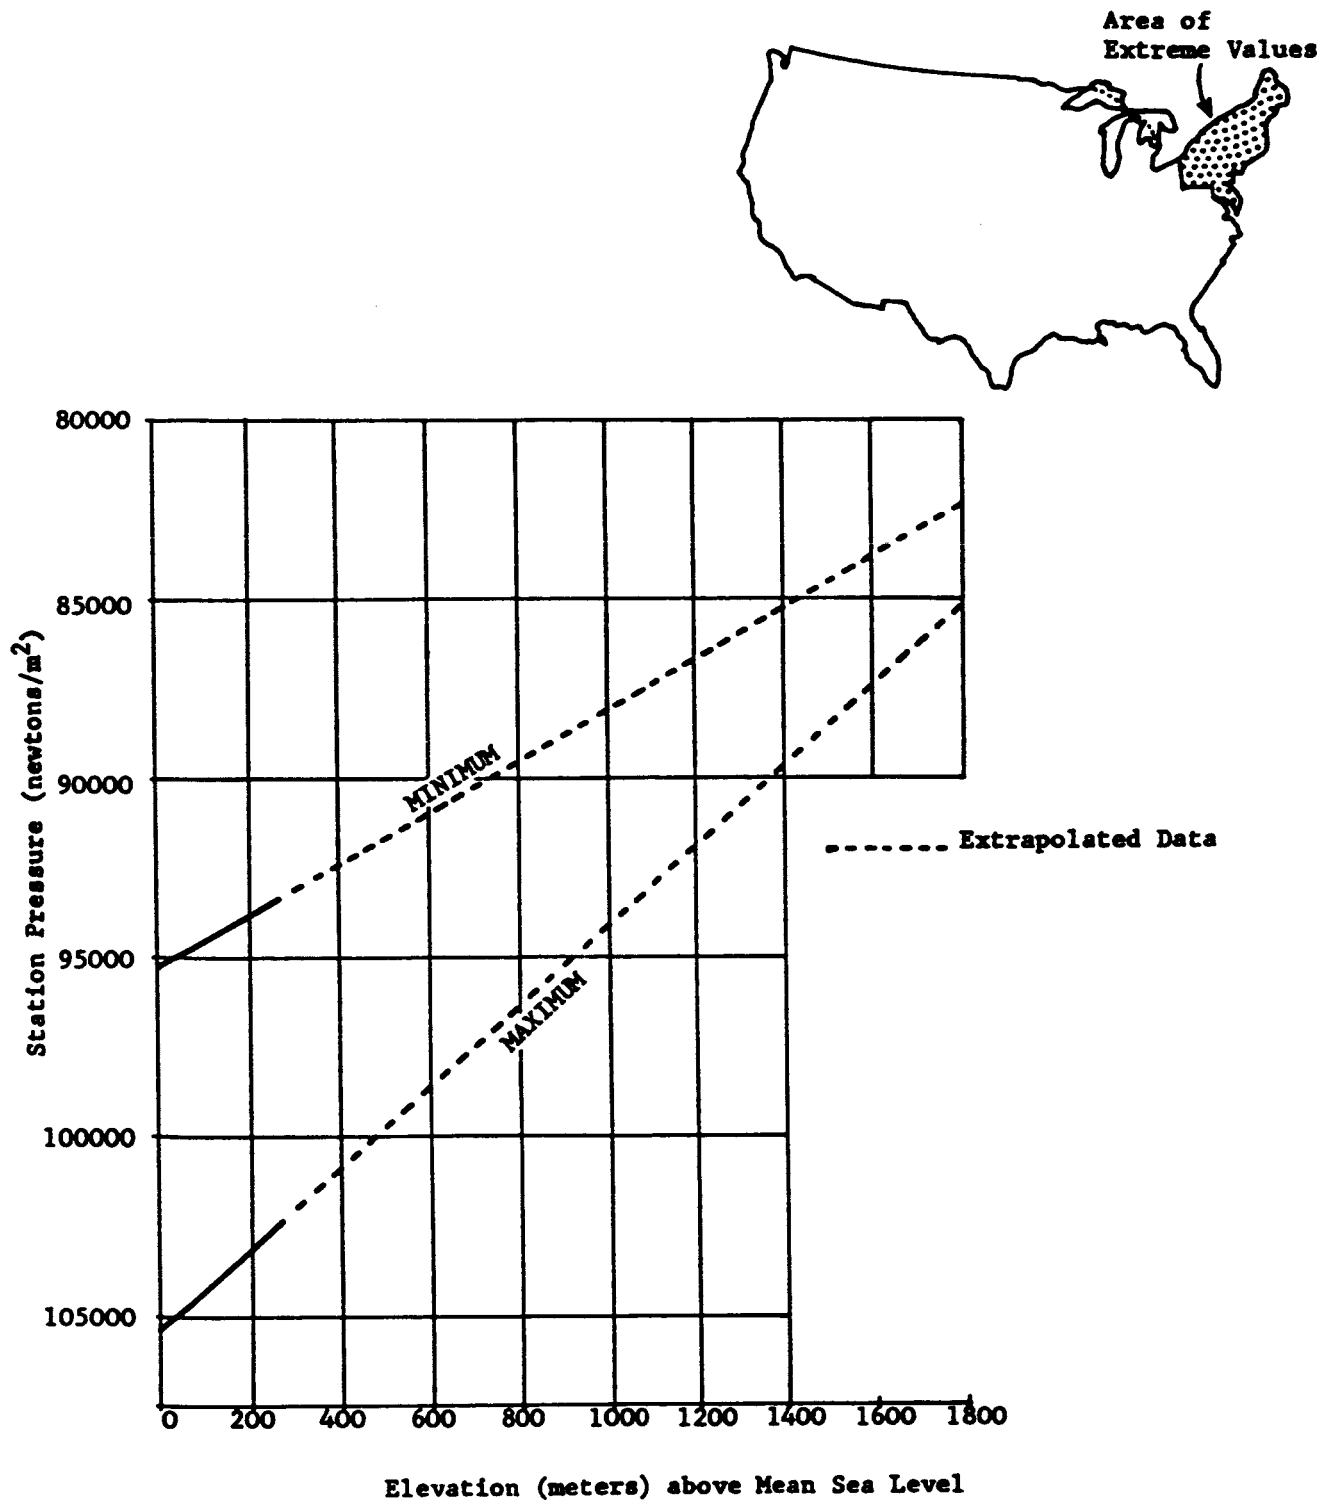 Area of
Extreme Values
80000
85000
90000
95000
100000
105000
Station Pressure (newtons/m²)
MINIMUM
MAXIMUM
Extrapolated Data
0 200 400 600 800 1000 1200 1400 1600 1800
Elevation (meters) above Mean Sea Level